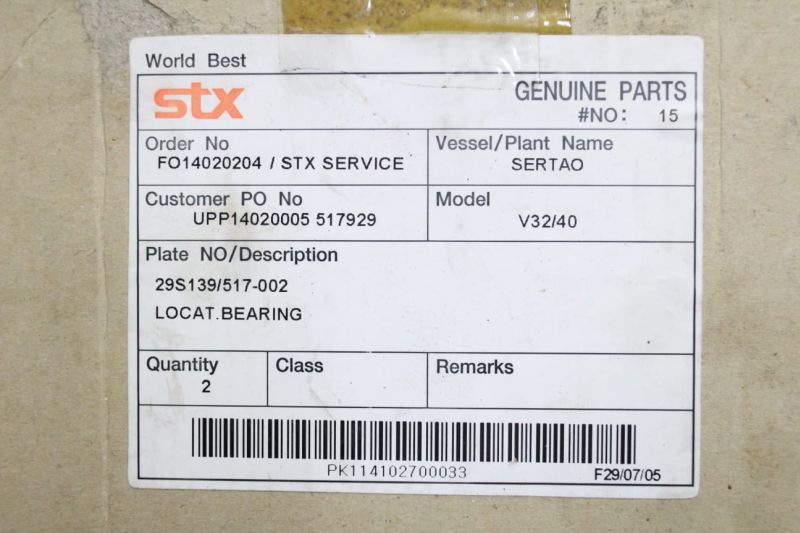 World Best
stx
GENUINE PARTS
#NO: 15
Order No
FO14020204 / STX SERVICE
Vessel/Plant Name
SERTAO
Customer PO No
UPP14020005 517929
Model
V32/40
Plate NO/Description
29S139/517-002
LOCAT.BEARING
Quantity
2
Class
Remarks
PK114102700033
F29/07/05